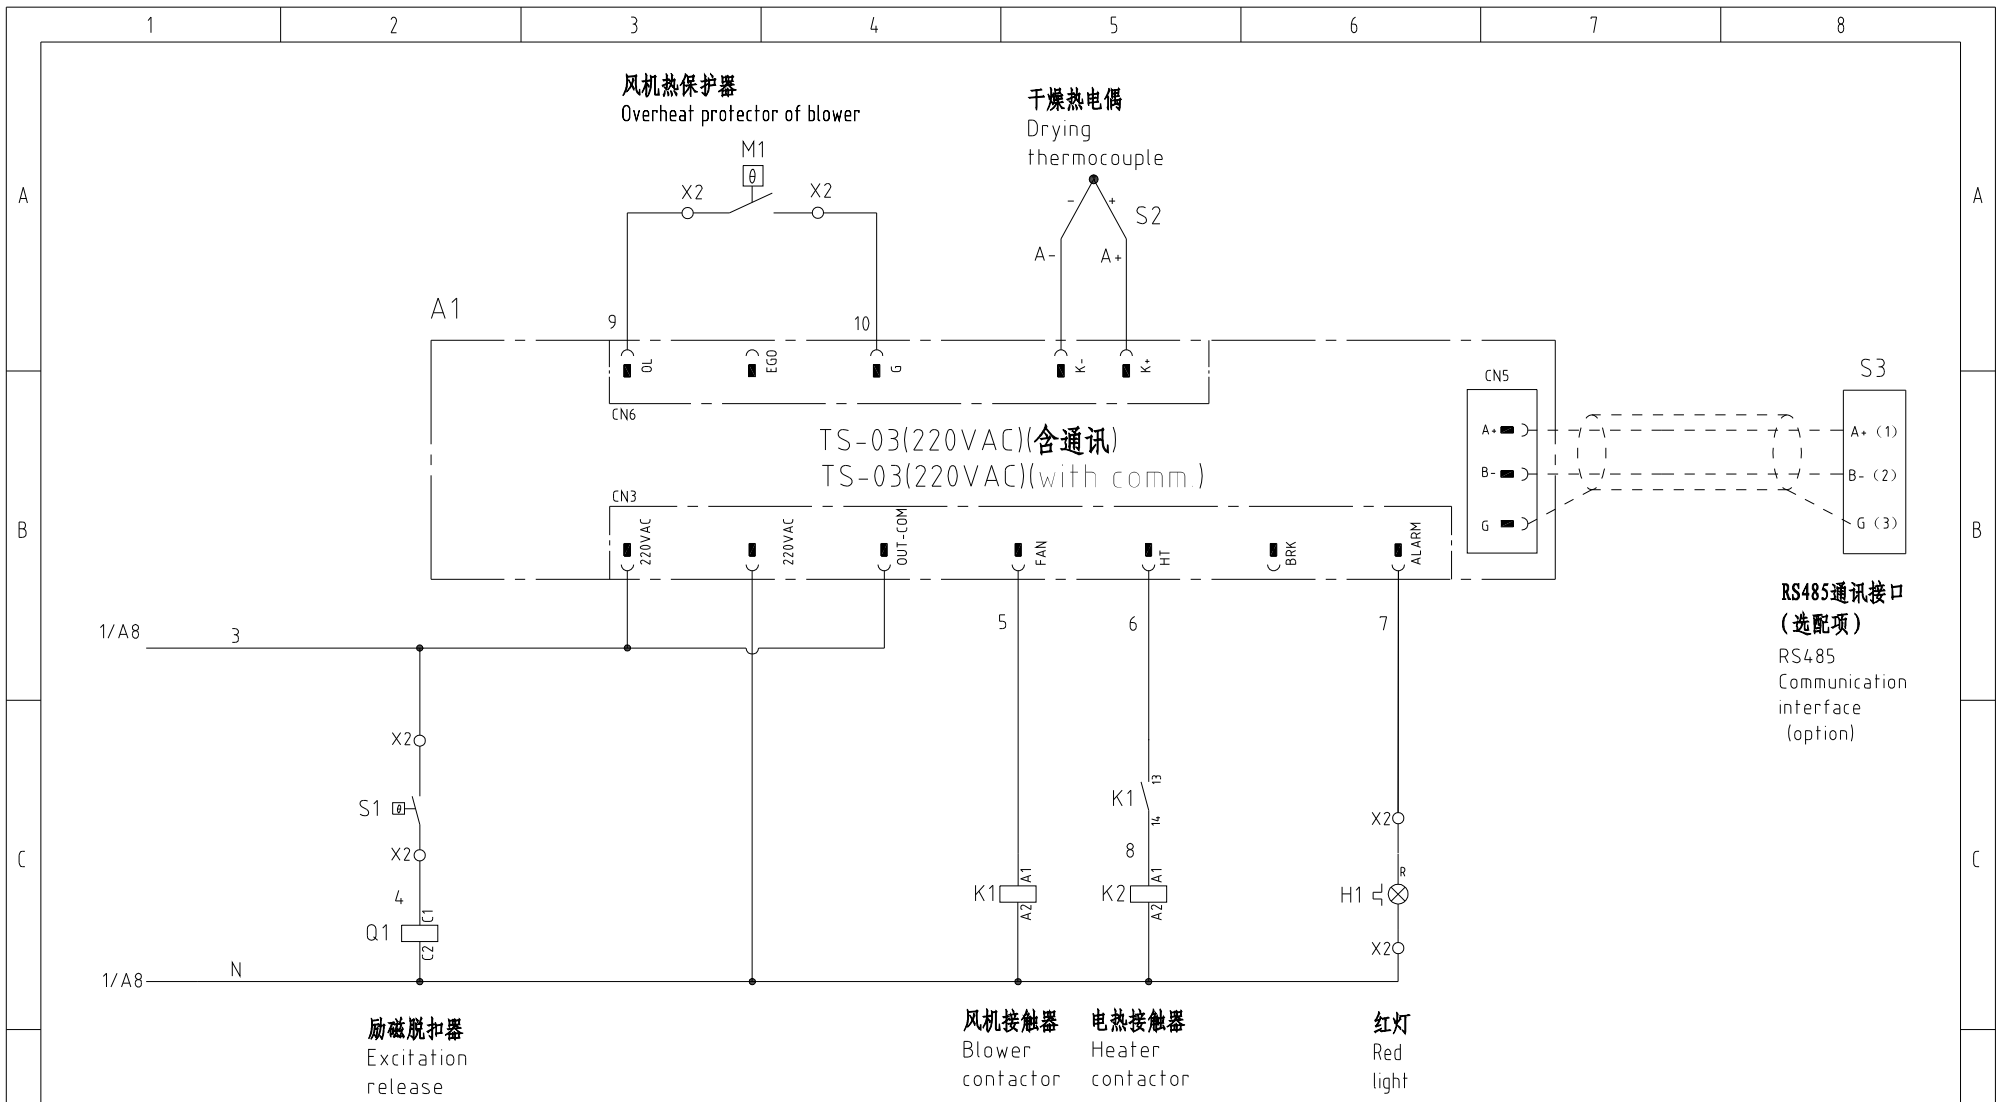 1 2 3 4 5 6 7 8
风机热保护器
Overheat protector of blower
M1
θ
X2 X2
干燥热电偶
Drying
thermocouple
- +
S2
A- A+
A A
A1
9 10
OL EGO G K- K+
CN6
TS-03(220VAC)(含通讯)
TS-03(220VAC)(with comm.)
CN3
220VAC 220VAC OUT-COM FAN HT BRK ALARM
CN5
A+
B-
G
S3
A+ (1)
B- (2)
G (3)
B B
RS485通讯接口
(选配项)
RS485
Communication
interface
(option)
1/A8 3
5 6 7
X2
S1 θ
X2
4
C1
Q1
C2
K1 13
14
8
K1 A1
A2
K2 A1
A2
X2
R
H1
X2
C C
1/A8 N
励磁脱扣器
Excitation
release
风机接触器
Blower
contactor
电热接触器
Heater
contactor
红灯
Red
light